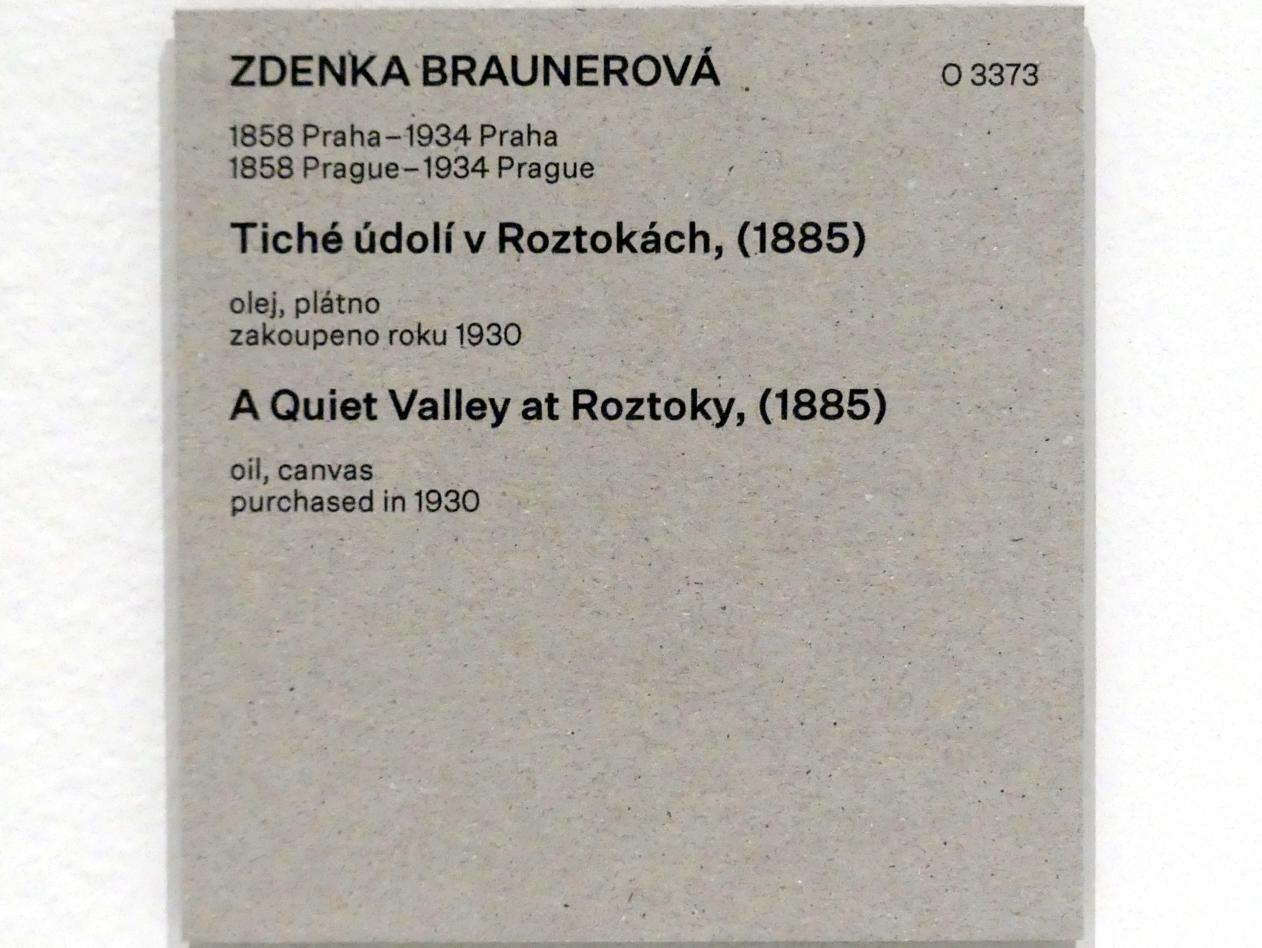 ZDENKA BRAUNEROVÁ O 3373
1858 Praha–1934 Praha
1858 Prague–1934 Prague
Tiché údolí v Roztokách, (1885)
olej, plátno
zakoupeno roku 1930
A Quiet Valley at Roztoky, (1885)
oil, canvas
purchased in 1930